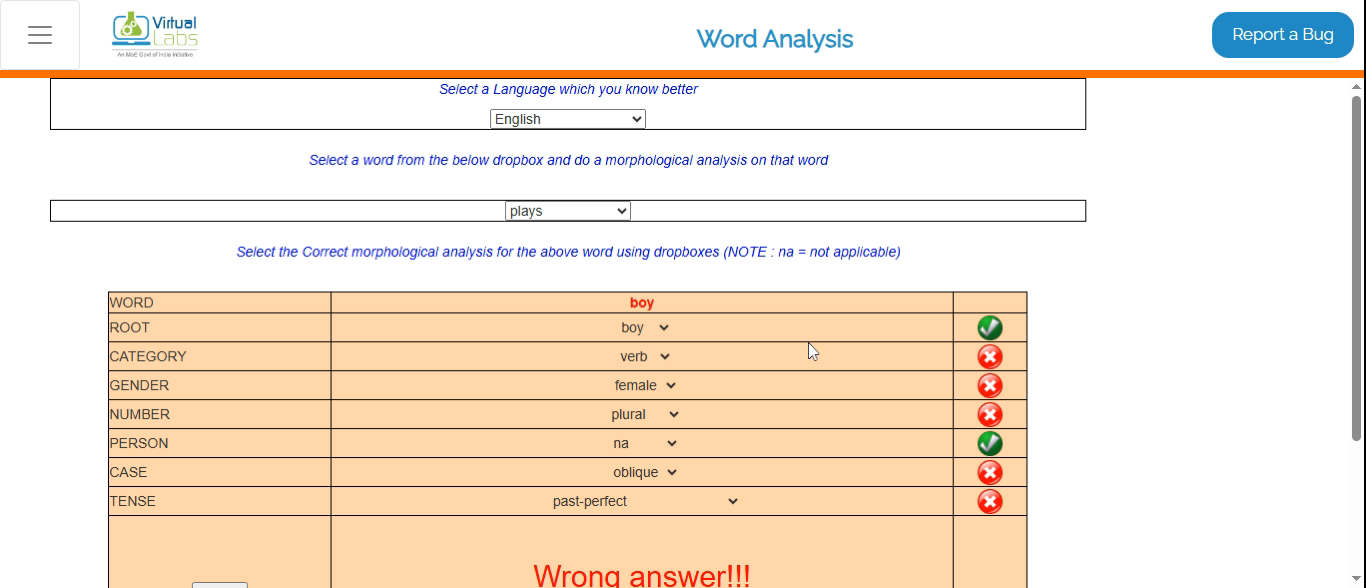 Virtual
Labs
An MoE Govt of India Initiative
Word Analysis
Report a Bug
Select a Language which you know better
English
Select a word from the below dropbox and do a morphological analysis on that word
plays
Select the Correct morphological analysis for the above word using dropboxes (NOTE : na = not applicable)
WORD boy
ROOT boy
CATEGORY verb
GENDER female
NUMBER plural
PERSON na
CASE oblique
TENSE past-perfect
Wrong answer!!!